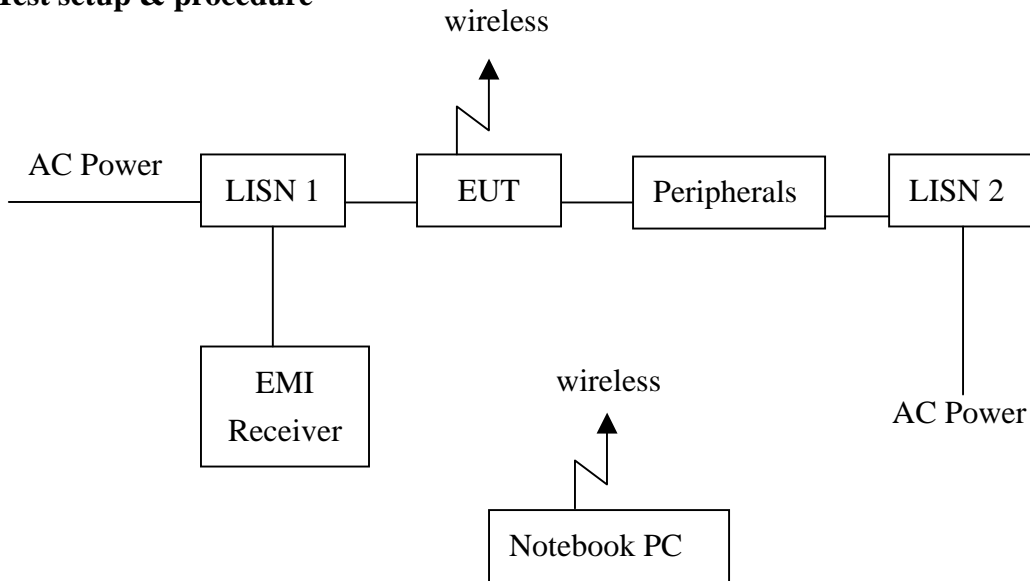 Test setup & procedure
wireless
AC Power
LISN 1
EUT
Peripherals
LISN 2
EMI
Receiver
wireless
AC Power
Notebook PC